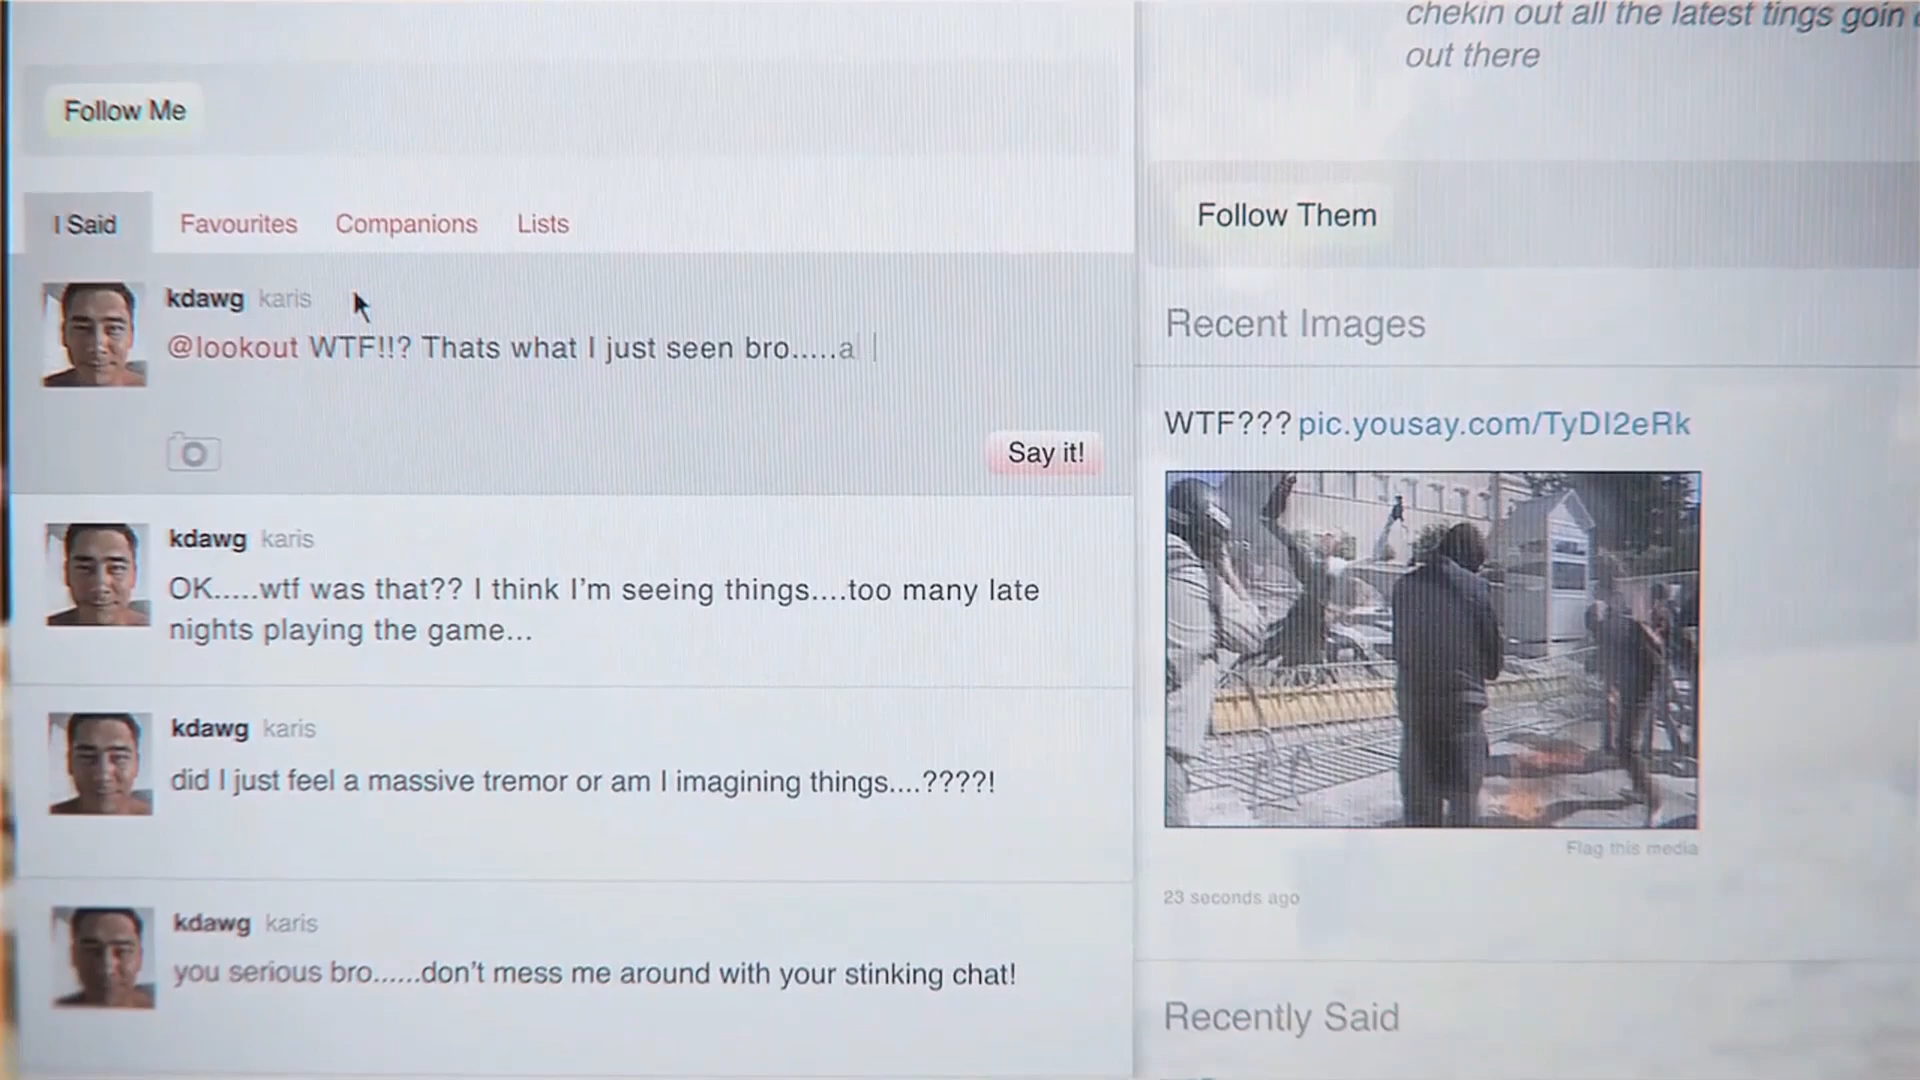 Follow Me
I Said
Favourites
Companions
Lists
kdawg karis
@lookout WTF!!? Thats what I just seen bro.....a
Say it!
kdawg karis
OK.....wtf was that?? I think I'm seeing things....too many late
nights playing the game...
kdawg karis
did I just feel a massive tremor or am I imagining things....????!
kdawg karis
you serious bro......don't mess me around with your stinking chat!
chekin out all the latest tings goin
out there
Follow Them
Recent Images
WTF??? pic.yousay.com/TyDI2eRk
Flag this media
23 seconds ago
Recently Said